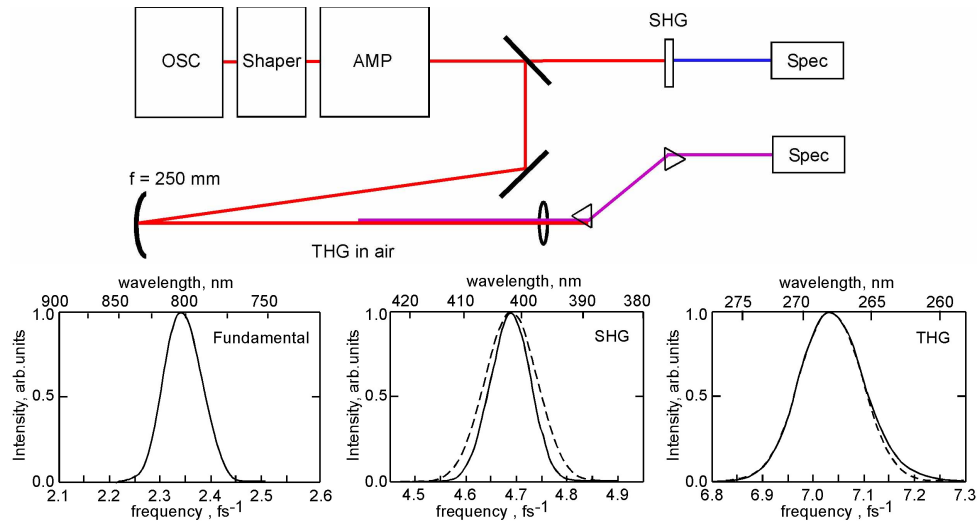 SHG
OSC Shaper AMP Spec
Spec
f = 250 mm
THG in air
wavelength, nm wavelength, nm wavelength, nm
900 850 800 750 420 410 400 390 380 275 270 265 260
1.0 Fundamental 1.0 SHG 1.0 THG
Intensity, arb.units Intensity, arb.units Intensity, arb.units
0.5 0.5 0.5
0.0 0.0 0.0
2.1 2.2 2.3 2.4 2.5 2.6 4.5 4.6 4.7 4.8 4.9 6.8 6.9 7.0 7.1 7.2 7.3
frequency , fs-1 frequency , fs-1 frequency , fs-1